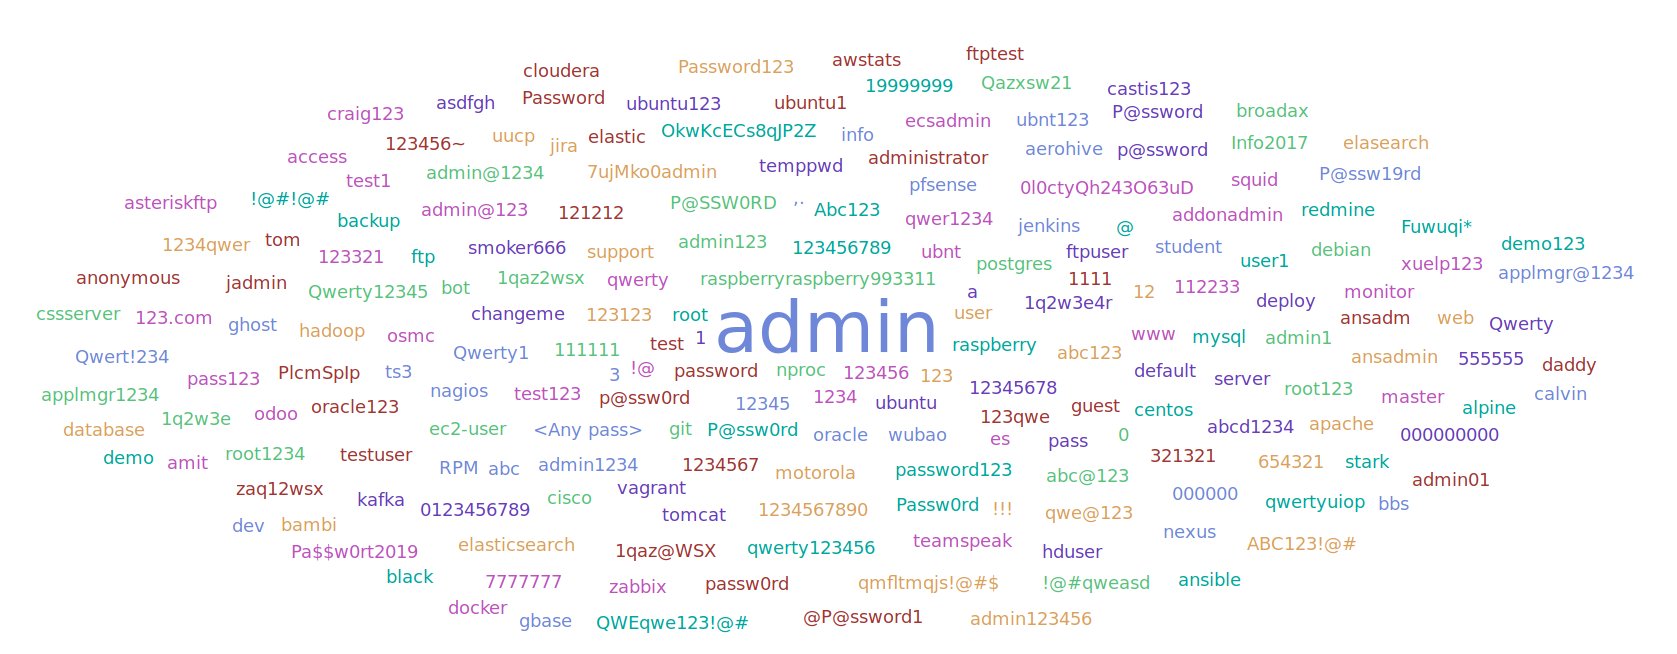 ftptest
awstats
Password123
cloudera
Qazxsw21
19999999
castis123
Password
asdfgh
ubuntu123
ubuntu1
P@ssword
broadax
craig123
ecsadmin
ubnt123
OkwKcECs8qJP2Z
info
elastic
uucp
123456~
jira
Info2017
elasearch
aerohive
p@ssword
access
administrator
temppwd
7ujMko0admin
admin@1234
P@ssw19rd
test1
squid
pfsense
0l0ctyQh243O63uD
!@#!@#
asteriskftp
P@SSW0RD
,.
Abc123
admin@123
121212
redmine
addonadmin
backup
qwer1234
jenkins
@
Fuwuqi*
tom
1234qwer
admin123
demo123
smoker666
123456789
student
support
ubnt
ftpuser
debian
123321
ftp
user1
postgres
xuelp123
applmgr@1234
anonymous
1qaz2wsx
qwerty
raspberryraspberry993311
1111
jadmin
bot
112233
Qwerty12345
a
12
monitor
1q2w3e4r
deploy
cssserver
123.com
changeme
123123
root
user
ansadm
web
Qwerty
ghost
hadoop
admin
osmc
1
www
mysql
admin1
test
raspberry
111111
Qwerty1
abc123
Qwert!234
ansadmin
555555
daddy
!@
password
nproc
default
PlcmSpIp
ts3
3
123456
123
pass123
server
12345678
root123
nagios
test123
applmgr1234
p@ssw0rd
1234
master
calvin
12345
ubuntu
oracle123
guest
centos
alpine
odoo
1q2w3e
123qwe
apache
abcd1234
database
ec2-user
<Any pass>
git
P@ssw0rd
oracle
wubao
es
pass
0
000000000
root1234
testuser
demo
amit
321321
654321
stark
RPM
abc
admin1234
1234567
motorola
password123
abc@123
admin01
zaq12wsx
vagrant
000000
kafka
cisco
qwertyuiop
bbs
0123456789
tomcat
1234567890
Passw0rd
!!!
qwe@123
dev
bambi
nexus
Pa$$w0rt2019
elasticsearch
1qaz@WSX
qwerty123456
teamspeak
hduser
ABC123!@#
black
7777777
zabbix
passw0rd
qmfltmqjs!@#$
!@#qweasd
ansible
docker
gbase
QWEqwe123!@#
@P@ssword1
admin123456